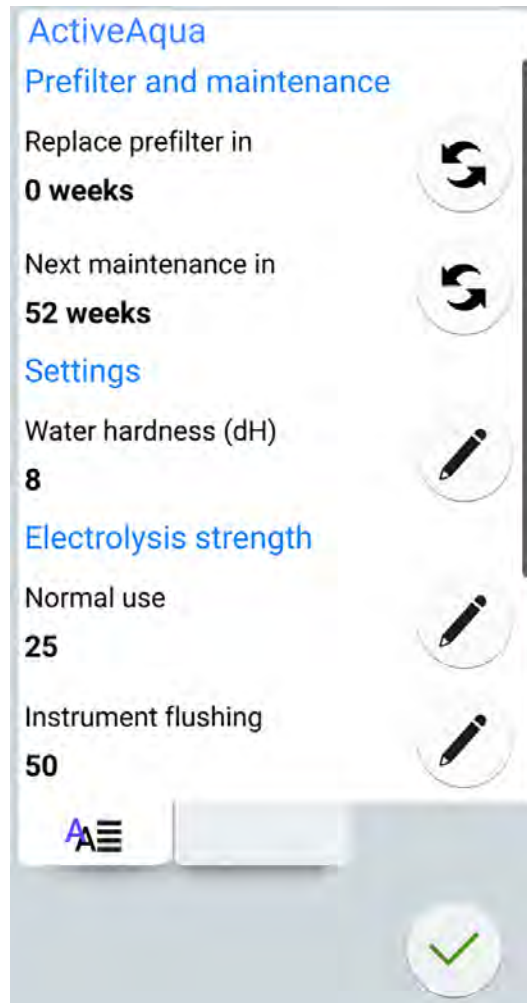 ActiveAqua
Prefilter and maintenance
Replace prefilter in
0 weeks
Next maintenance in
52 weeks
Settings
Water hardness (dH)
8
Electrolysis strength
Normal use
25
Instrument flushing
50
AA